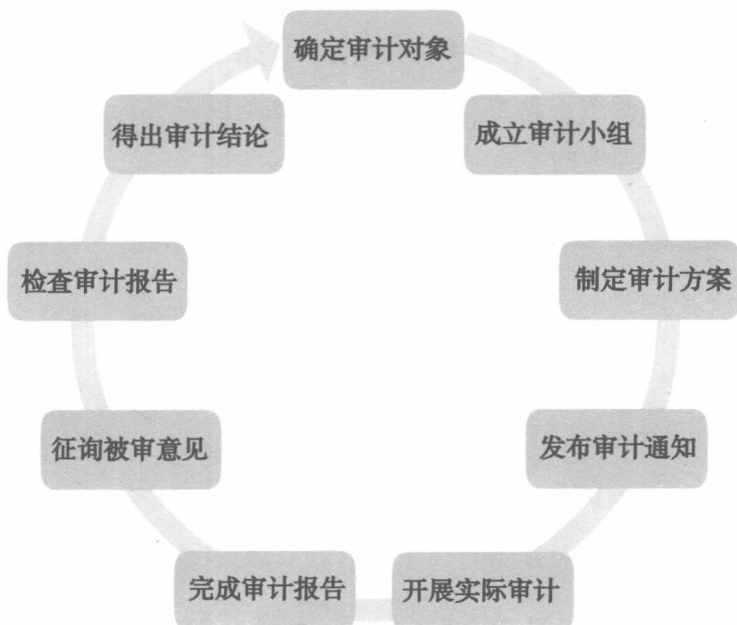 确定审计对象
成立审计小组
制定审计方案
发布审计通知
开展实际审计
完成审计报告
征询被审意见
检查审计报告
得出审计结论